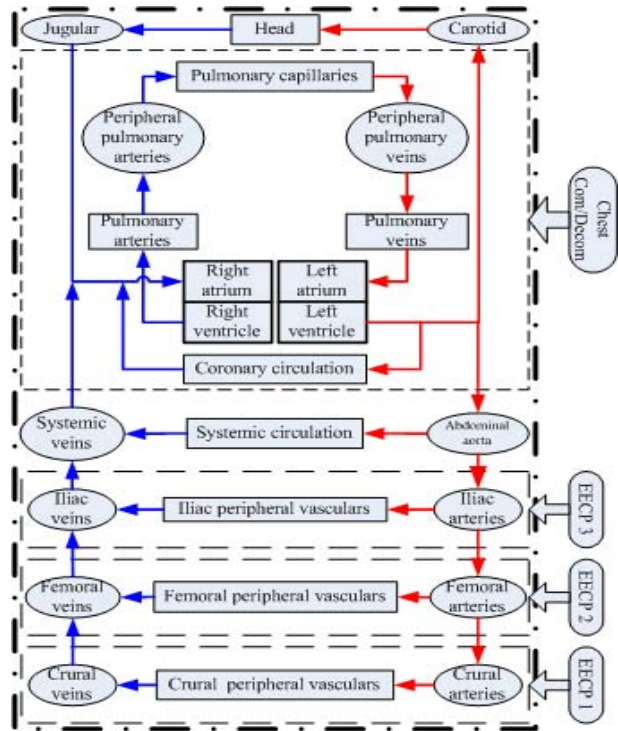 Jugular
Head
Carotid
Pulmonary capillaries
Peripheral
pulmonary
arteries
Peripheral
pulmonary
veins
Pulmonary
arteries
Pulmonary
veins
Right
atrium
Left
atrium
Right
ventricle
Left
ventricle
Coronary circulation
Chest
Com/Decom
Systemic
veins
Systemic circulation
Abdominal
aorta
Iliac
veins
Iliac peripheral vasculars
Iliac
arteries
EECP 3
Femoral veins
Femoral peripheral vasculars
Femoral
arteries
EECP 2
Crural
veins
Crural peripheral vasculars
Crural
arteries
EECP 1